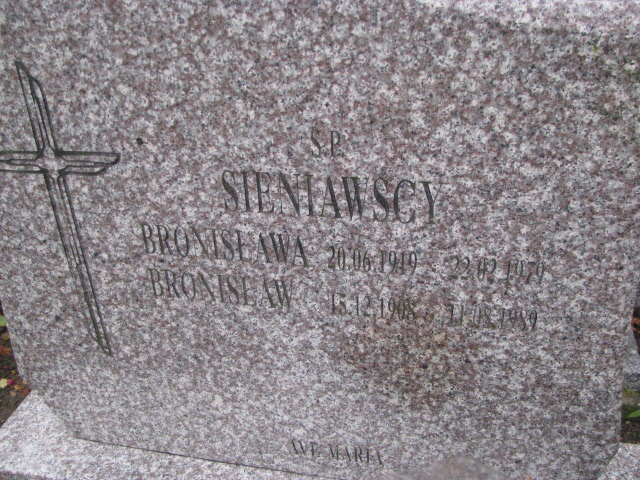 Ś.P.
SIENIAWSCY
BRONISŁAWA 20.06.1919 - 22.02.1979
BRONISŁAW 15.12.1908 - 11.08.1989
AVE MARIA